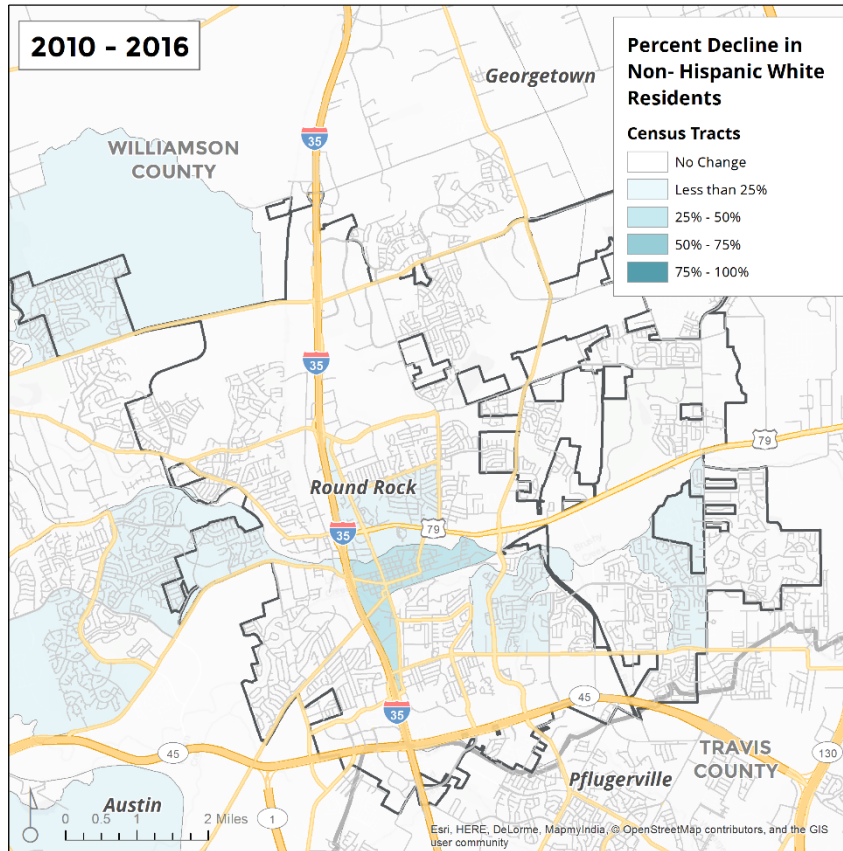 2010 - 2016
Percent Decline in
Non- Hispanic White
Residents
Census Tracts
No Change
Less than 25%
25% - 50%
50% - 75%
75% - 100%
Georgetown
WILLIAMSON
COUNTY
35
35
79
Round Rock
79
35
35
45
45
130
TRAVIS
COUNTY
Pflugerville
Austin
1
0 0.5 1 2 Miles
Esri, HERE, DeLorme, MapmyIndia, © OpenStreetMap contributors, and the GIS
user community